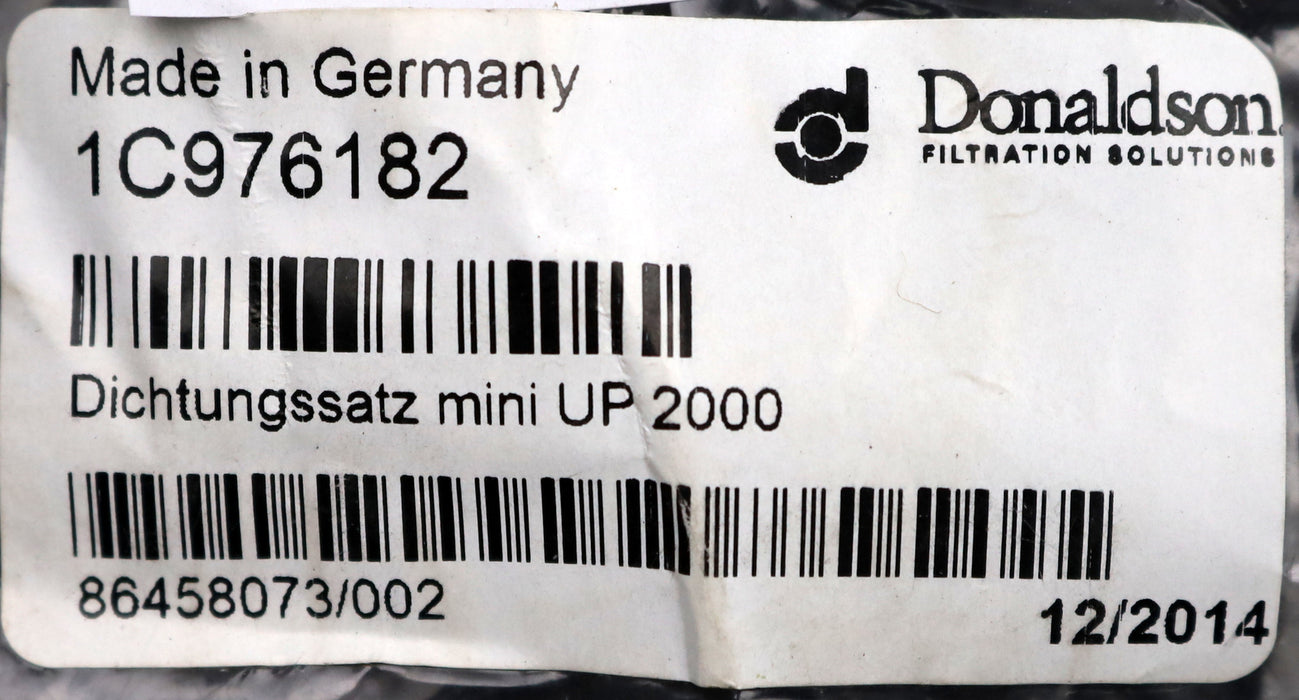 Made in Germany
1C976182
Donaldson.
FILTRATION SOLUTIONS
Dichtungssatz mini UP 2000
86458073/002
12/2014